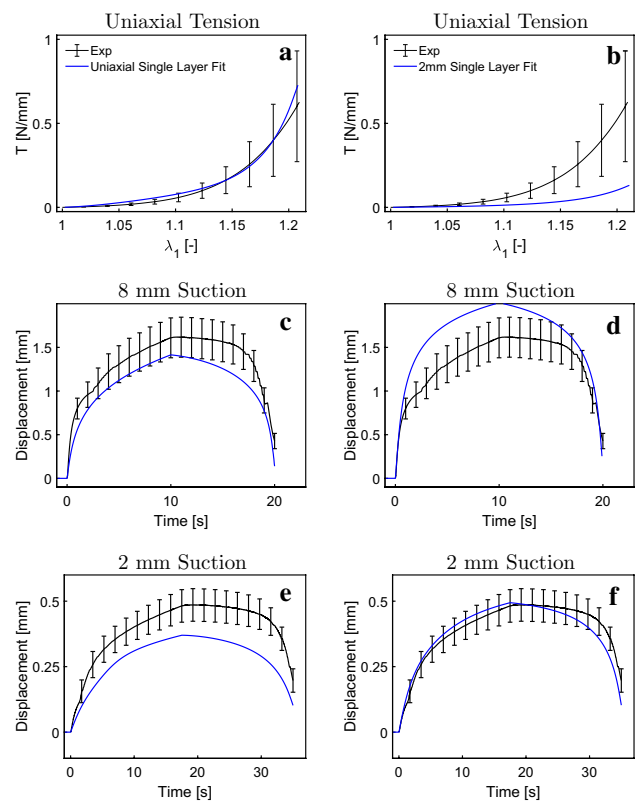 Uniaxial Tension
a
Exp
Uniaxial Single Layer Fit
T [N/mm]
1
0.5
0
1 1.05 1.1 1.15 1.2
λ1 [-]
Uniaxial Tension
b
Exp
2mm Single Layer Fit
T [N/mm]
1
0.5
0
1 1.05 1.1 1.15 1.2
λ1 [-]
8 mm Suction
c
Displacement [mm]
1.5
1
0.5
0
0 10 20
Time [s]
8 mm Suction
d
Displacement [mm]
1.5
1
0.5
0
0 10 20
Time [s]
2 mm Suction
e
Displacement [mm]
0.5
0.25
0
0 10 20 30
Time [s]
2 mm Suction
f
Displacement [mm]
0.5
0.25
0
0 10 20 30
Time [s]